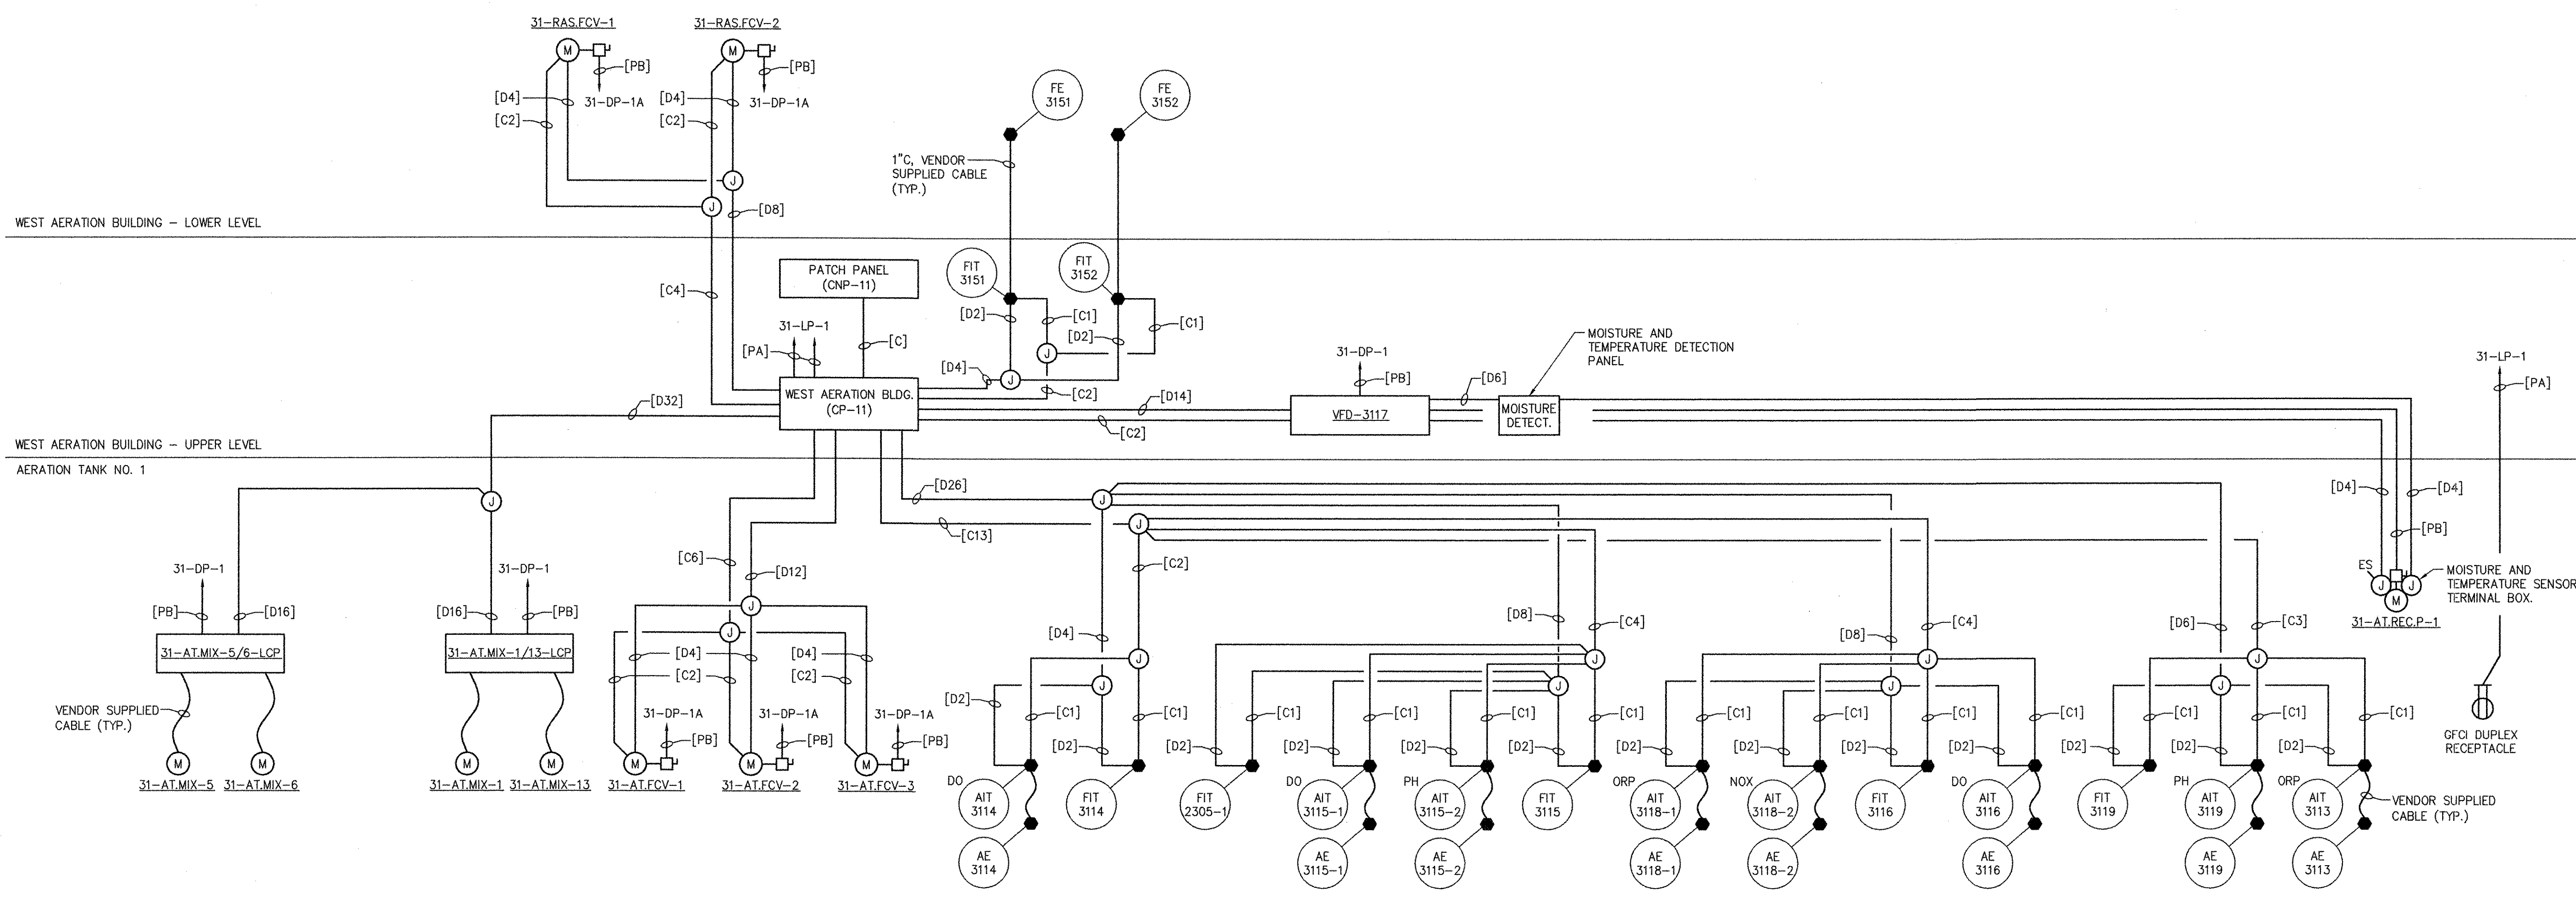 31-RAS.FCV-1
31-RAS.FCV-2
M
M
[PB]
[PB]
[D4]
31-DP-1A
[D4]
31-DP-1A
[C2]
[C2]
FE
3151
FE
3152
1"C, VENDOR
SUPPLIED CABLE
(TYP.)
J
J
[D8]
WEST AERATION BUILDING - LOWER LEVEL
PATCH PANEL
(CNP-11)
FIT
3151
FIT
3152
[C4]
[D2]
[C1]
[D2]
[C1]
31-LP-1
[PA]
[C]
J
[D4]
J
[C2]
WEST AERATION BLDG.
(CP-11)
[D32]
[D14]
[C2]
31-DP-1
[PB]
[D6]
VFD-3117
MOISTURE
DETECT.
MOISTURE AND
TEMPERATURE DETECTION
PANEL
31-LP-1
[PA]
WEST AERATION BUILDING - UPPER LEVEL
AERATION TANK NO. 1
J
[D26]
J
[C13]
J
[D4]
[D4]
[PB]
[C6]
[D12]
[C2]
ES
J
J
M
MOISTURE AND
TEMPERATURE SENSOR
TERMINAL BOX.
31-AT.REC.P-1
31-DP-1
[PB]
[D16]
31-DP-1
[D16]
[PB]
31-AT.MIX-5/6-LCP
31-AT.MIX-1/13-LCP
J
J
[D4]
[D4]
[C2]
[C2]
[D4]
[D8]
[C4]
[D8]
[C4]
[D6]
[C3]
J
J
J
J
J
J
J
J
VENDOR SUPPLIED
CABLE (TYP.)
31-DP-1A
31-DP-1A
31-DP-1A
[PB]
[PB]
[PB]
[D2]
[C1]
[C1]
[C1]
[C1]
[C1]
[C1]
[C1]
[C1]
[C1]
[C1]
[C1]
[C1]
[C1]
[D2]
[D2]
[D2]
[D2]
[D2]
[D2]
[D2]
[D2]
[D2]
[D2]
[D2]
GFCI DUPLEX
RECEPTACLE
M
M
M
M
M
M
M
31-AT.MIX-5
31-AT.MIX-6
31-AT.MIX-1
31-AT.MIX-13
31-AT.FCV-1
31-AT.FCV-2
31-AT.FCV-3
DO
AIT
3114
FIT
3114
FIT
2305-1
DO
AIT
3115-1
PH
AIT
3115-2
FIT
3115
ORP
AIT
3118-1
NOX
AIT
3118-2
FIT
3116
DO
AIT
3116
FIT
3119
PH
AIT
3119
ORP
AIT
3113
VENDOR SUPPLIED
CABLE (TYP.)
AE
3114
AE
3115-1
AE
3115-2
AE
3118-1
AE
3118-2
AE
3116
AE
3119
AE
3113